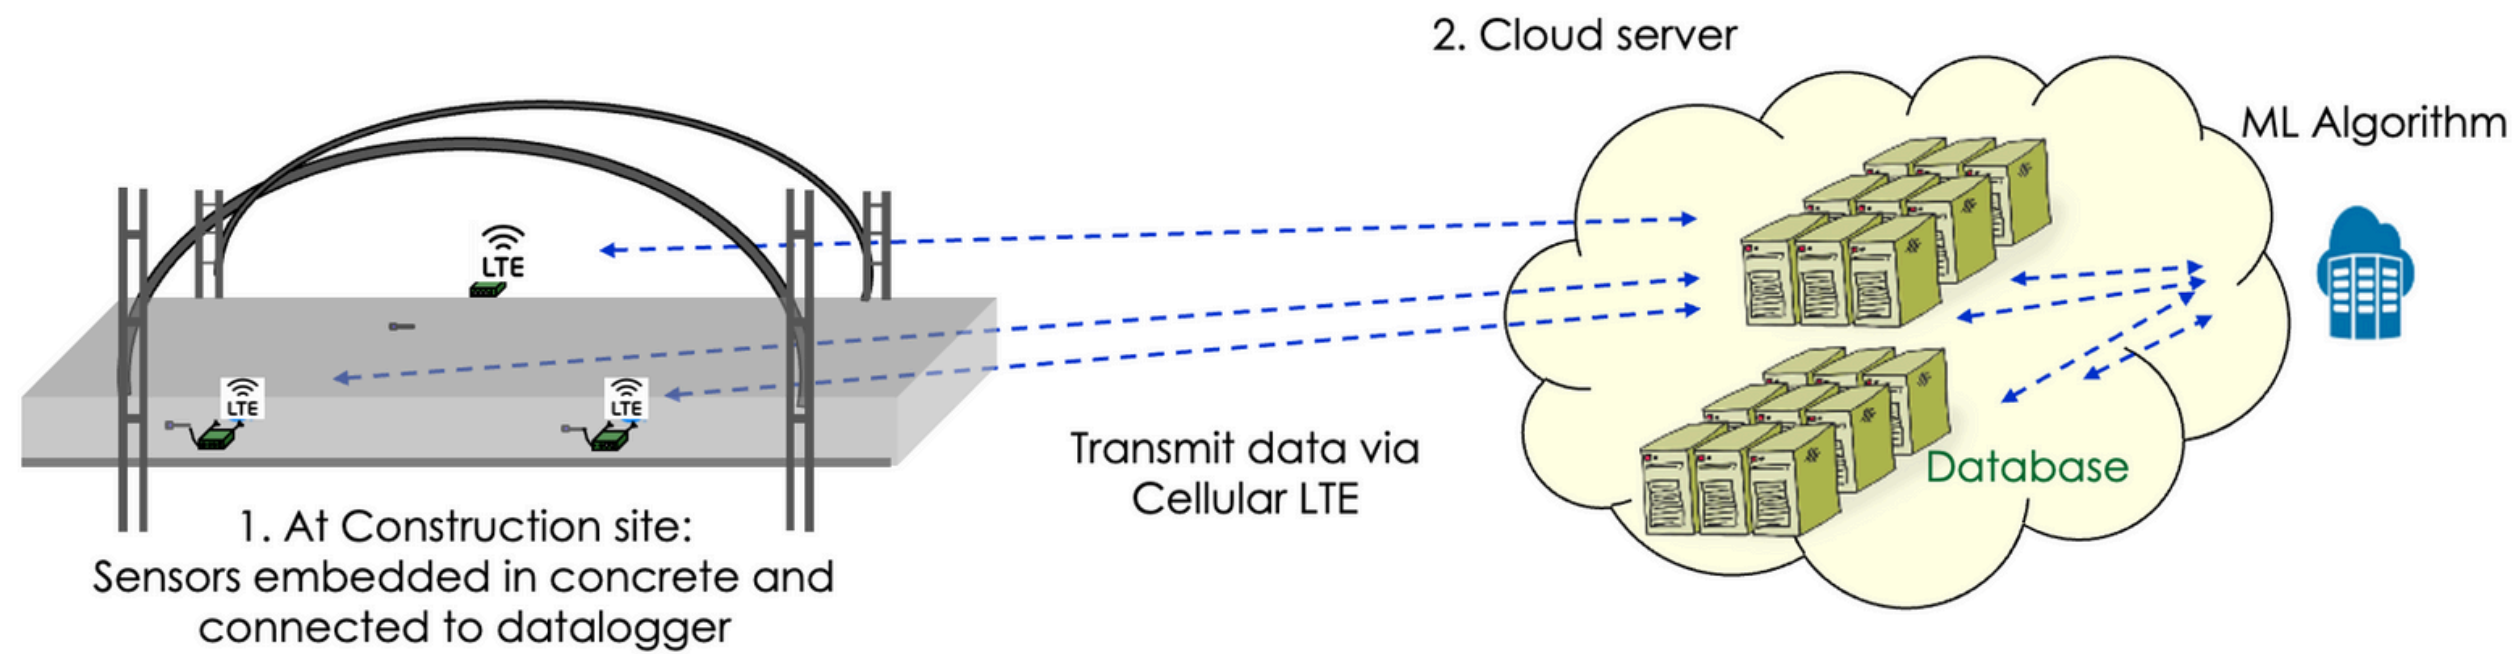 2. Cloud server
ML Algorithm
LTE
LTE
LTE
Transmit data via
Cellular LTE
Database
1. At Construction site:
Sensors embedded in concrete and
connected to datalogger